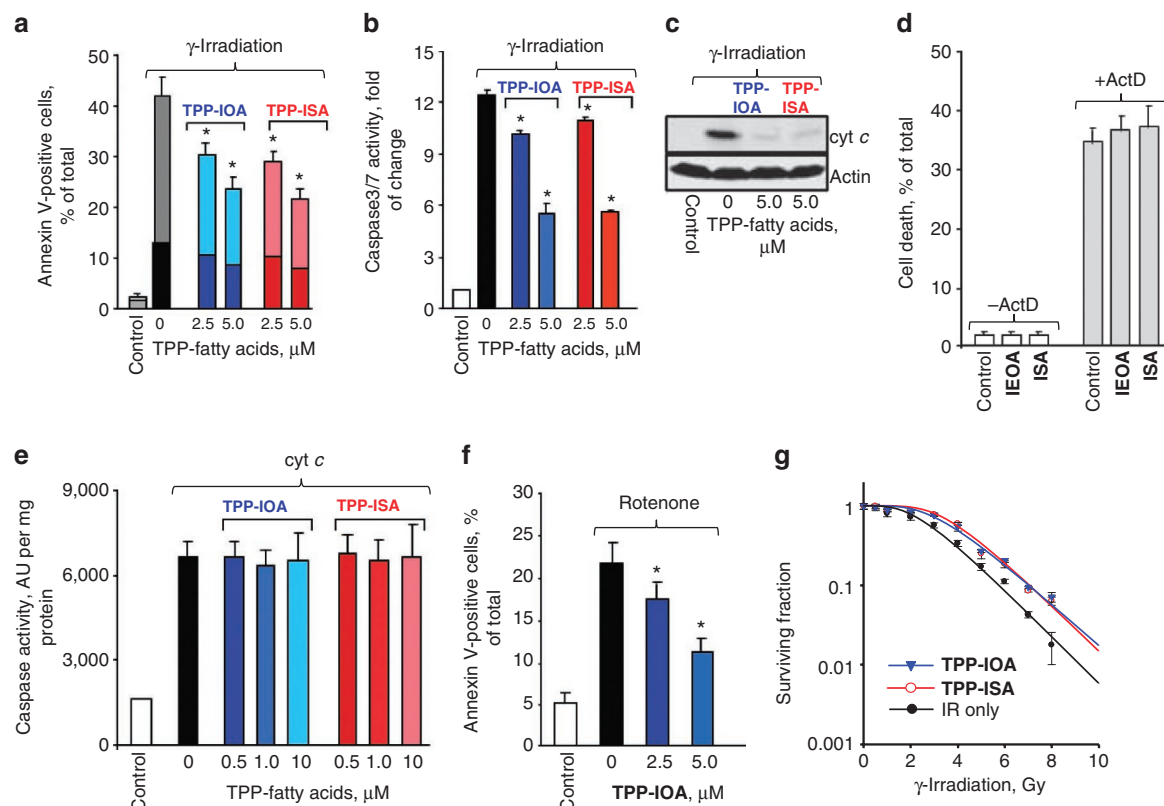 a
γ-Irradiation
Annexin V-positive cells,
% of total
50
40
30
20
10
0
TPP-IOA
TPP-ISA
* * * *
Control
0 2.5 5.0 2.5 5.0
TPP-fatty acids, μM
b
γ-Irradiation
Caspase3/7 activity, fold
of change
15
12
9
6
3
0
TPP-IOA
TPP-ISA
* * * *
Control
0 2.5 5.0 2.5 5.0
TPP-fatty acids, μM
c
γ-Irradiation
TPP-
IOA
TPP-
ISA
cyt c
Actin
Control
0 5.0 5.0
TPP-fatty acids,
μM
d
Cell death, % of total
50
40
30
20
10
0
+ActD
–ActD
Control
IEOA
ISA
Control
IEOA
ISA
e
cyt c
Caspase activity, AU per mg
protein
9,000
6,000
3,000
0
TPP-IOA
TPP-ISA
Control
0 0.5 1.0 10 0.5 1.0 10
TPP-fatty acids, μM
f
Annexin V-positive cells, %
of total
30
25
20
15
10
5
0
Rotenone
* *
Control
0 2.5 5.0
TPP-IOA, μM
g
Surviving fraction
1
0.1
0.01
0.001
TPP-IOA
TPP-ISA
IR only
0 2 4 6 8 10
γ-Irradiation, Gy